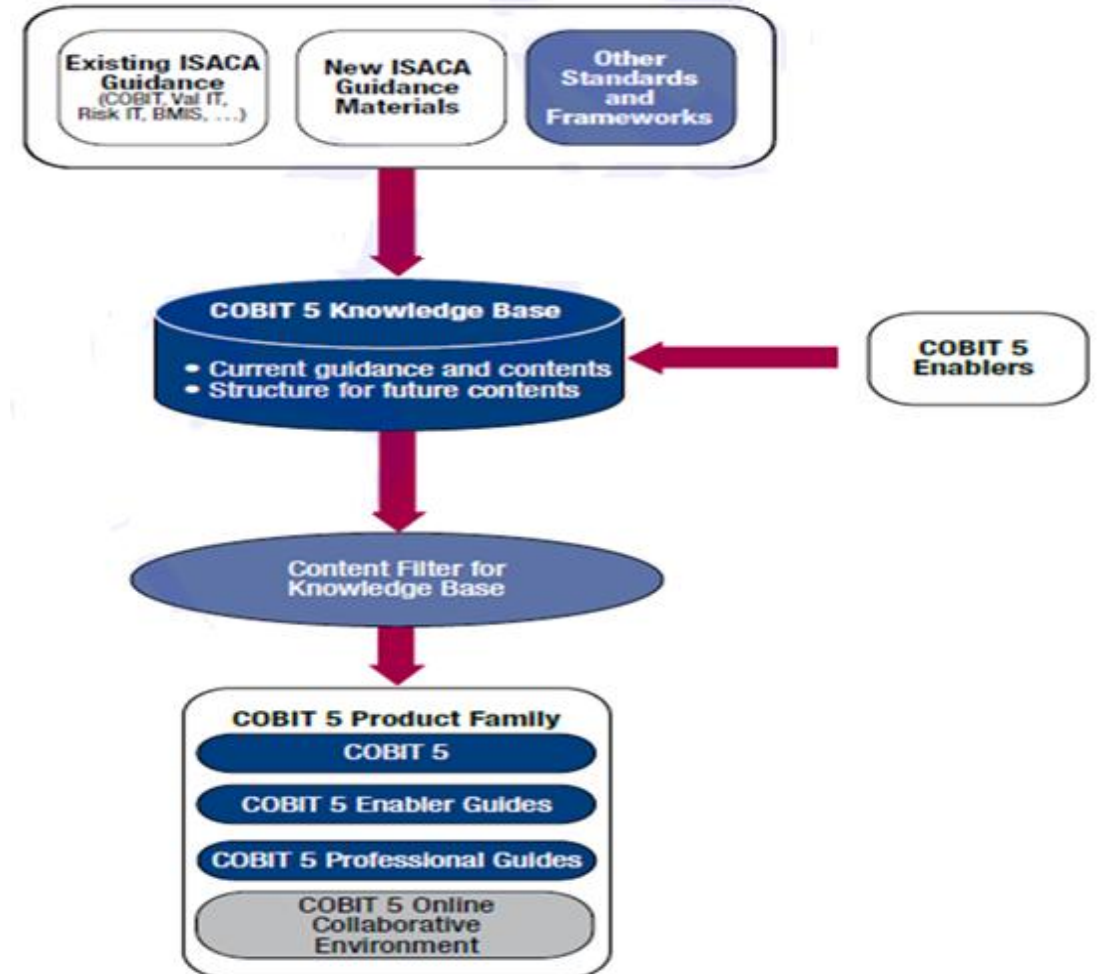 Existing ISACA
Guidance
(COBIT, Val IT,
Risk IT, BMIS, ...)
New ISACA
Guidance
Materials
Other
Standards
and
Frameworks
COBIT 5 Knowledge Base
• Current guidance and contents
• Structure for future contents
COBIT 5
Enablers
Content Filter for
Knowledge Base
COBIT 5 Product Family
COBIT 5
COBIT 5 Enabler Guides
COBIT 5 Professional Guides
COBIT 5 Online
Collaborative
Environment